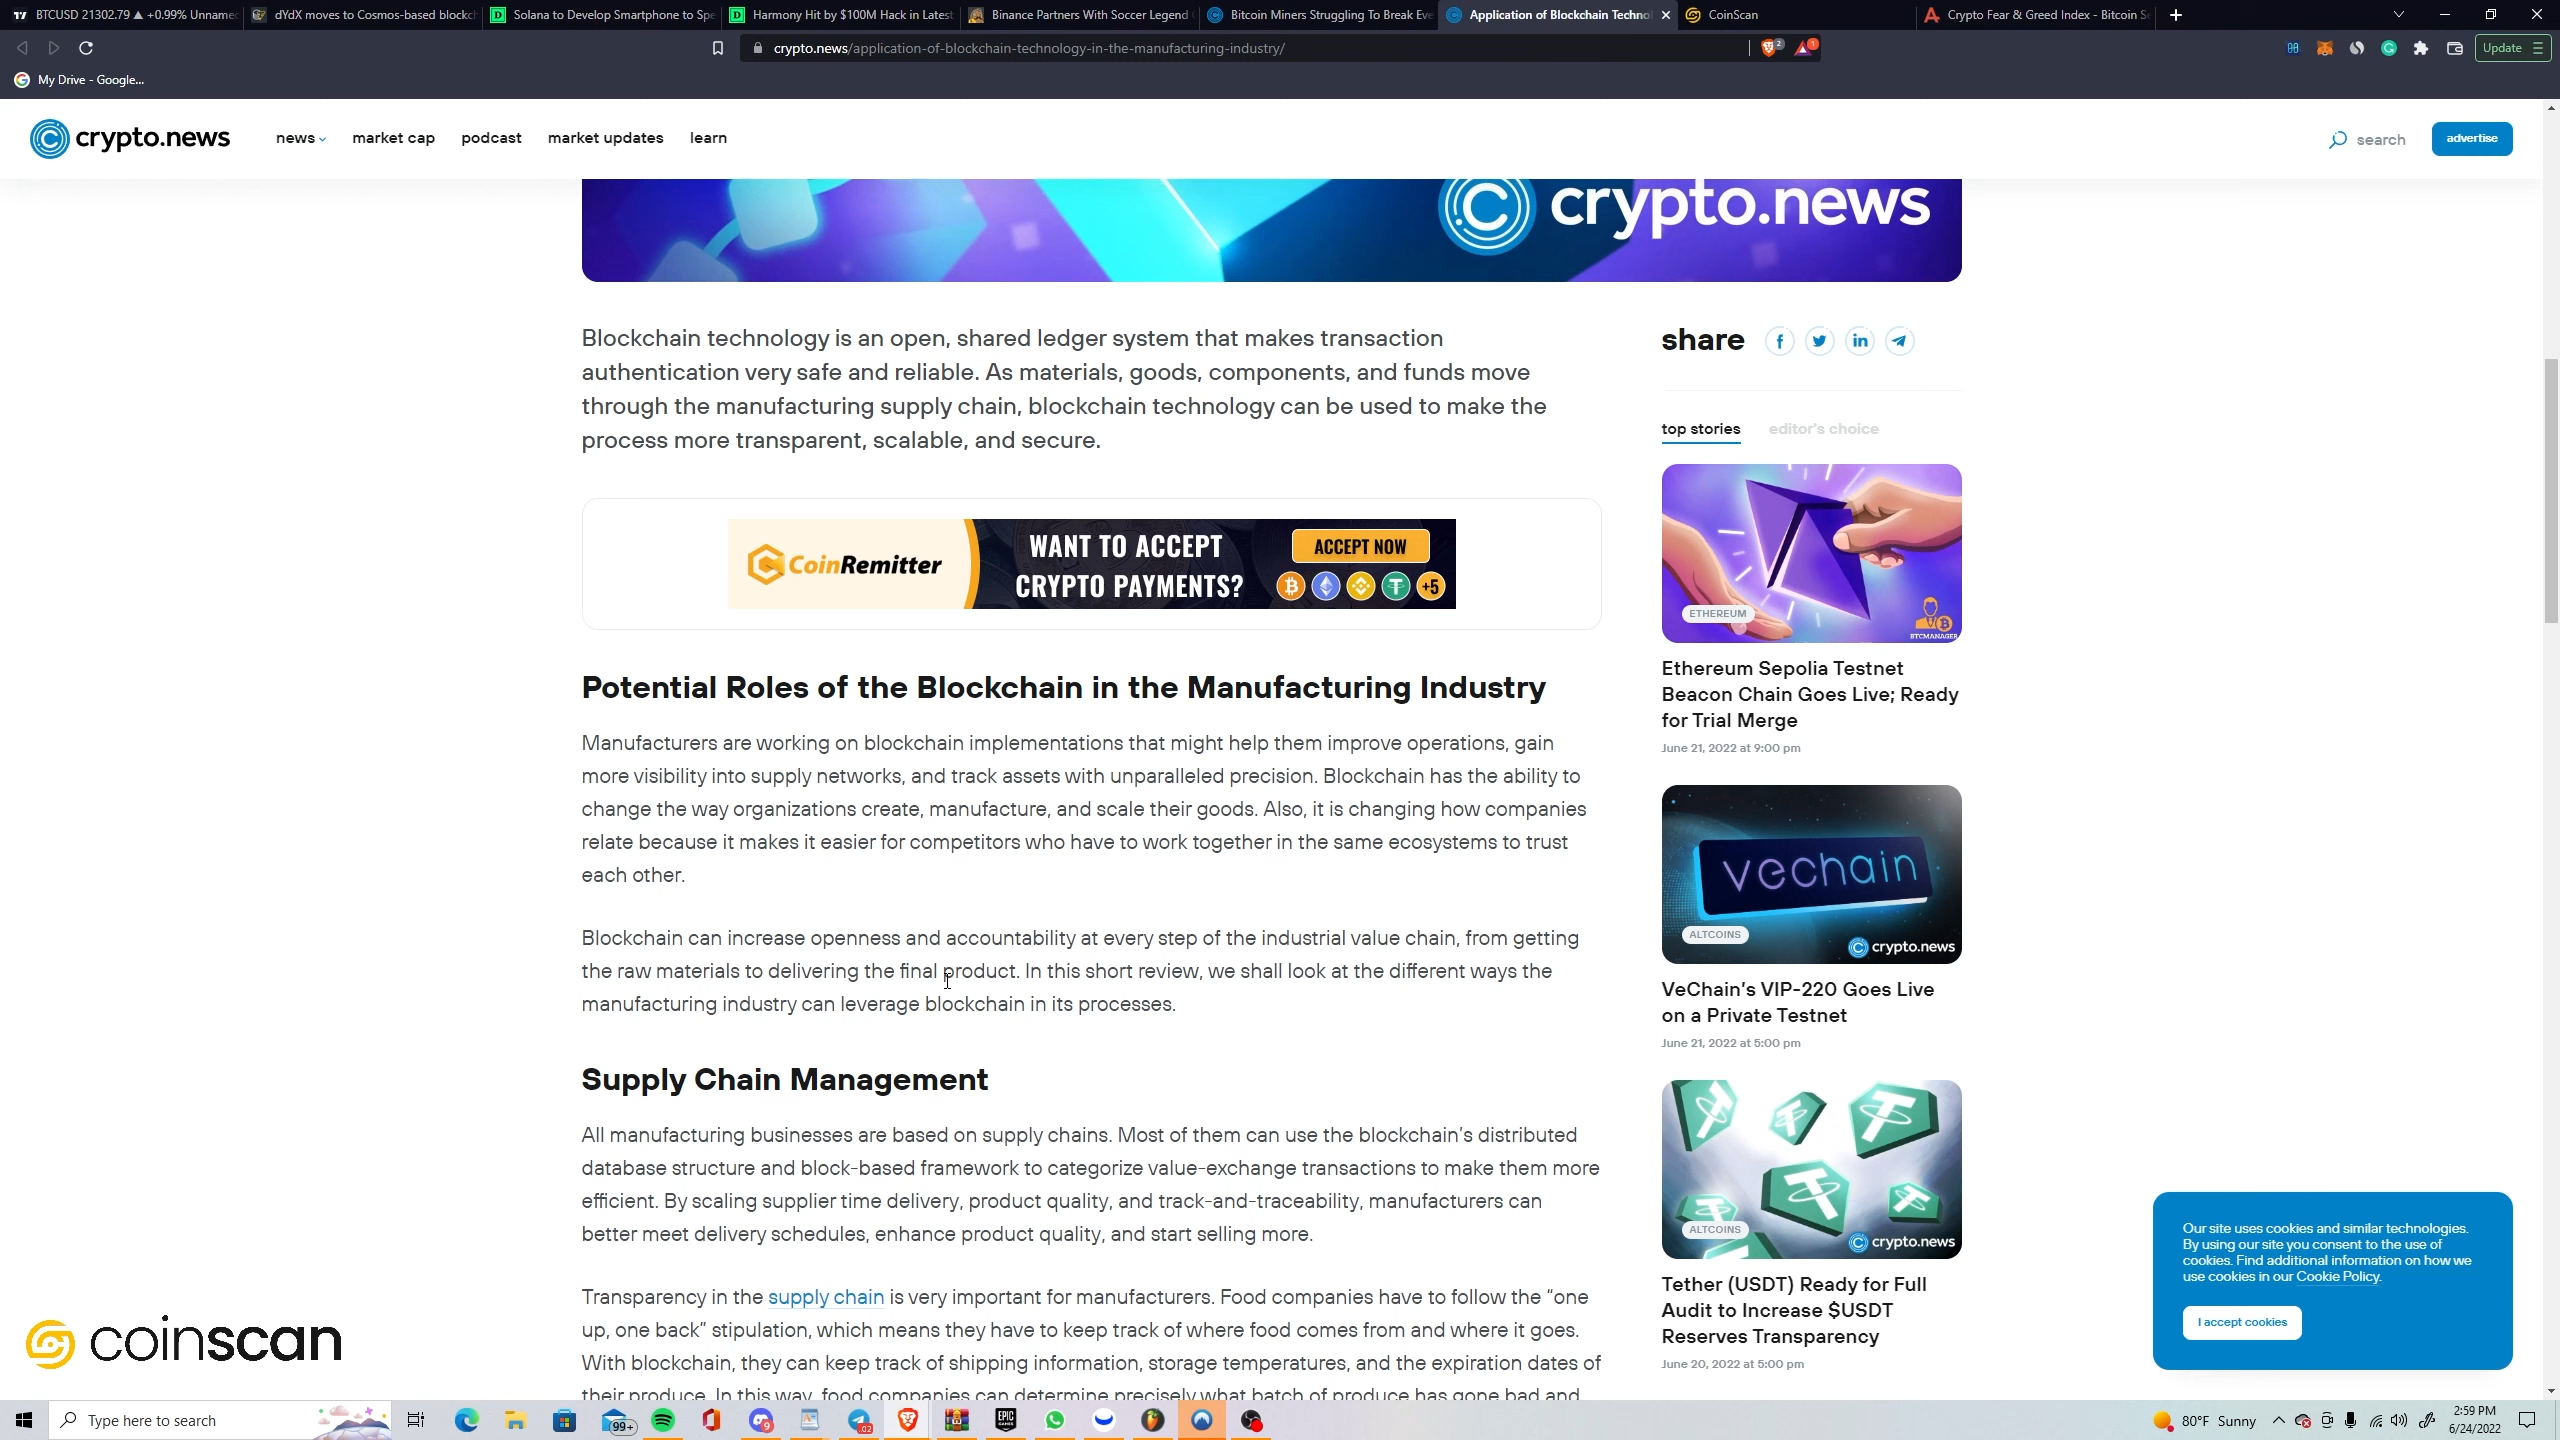 BTCUSD 21302.79 ▲ +0.99% Unnamed
dYdX moves to Cosmos-based blockch
Solana to Develop Smartphone to Spe
Harmony Hit by $100M Hack in Latest
Binance Partners With Soccer Legend
Bitcoin Miners Struggling To Break Eve
Application of Blockchain Technol
CoinScan
Crypto Fear & Greed Index - Bitcoin Se
crypto.news/application-of-blockchain-technology-in-the-manufacturing-industry/
2
1
Update
My Drive - Google...
crypto.news
news
market cap
podcast
market updates
learn
search
advertise
crypto.news
Blockchain technology is an open, shared ledger system that makes transaction
authentication very safe and reliable. As materials, goods, components, and funds move
through the manufacturing supply chain, blockchain technology can be used to make the
process more transparent, scalable, and secure.
CoinRemitter
WANT TO ACCEPT
CRYPTO PAYMENTS?
ACCEPT NOW
+5
Potential Roles of the Blockchain in the Manufacturing Industry
Manufacturers are working on blockchain implementations that might help them improve operations, gain
more visibility into supply networks, and track assets with unparalleled precision. Blockchain has the ability to
change the way organizations create, manufacture, and scale their goods. Also, it is changing how companies
relate because it makes it easier for competitors who have to work together in the same ecosystems to trust
each other.
Blockchain can increase openness and accountability at every step of the industrial value chain, from getting
the raw materials to delivering the final product. In this short review, we shall look at the different ways the
manufacturing industry can leverage blockchain in its processes.
Supply Chain Management
All manufacturing businesses are based on supply chains. Most of them can use the blockchain's distributed
database structure and block-based framework to categorize value-exchange transactions to make them more
efficient. By scaling supplier time delivery, product quality, and track-and-traceability, manufacturers can
better meet delivery schedules, enhance product quality, and start selling more.
Transparency in the supply chain is very important for manufacturers. Food companies have to follow the "one
up, one back" stipulation, which means they have to keep track of where food comes from and where it goes.
With blockchain, they can keep track of shipping information, storage temperatures, and the expiration dates of
their produce. In this way, food companies can determine precisely what batch of produce has gone bad and
share
top stories
editor's choice
ETHEREUM
BTCMANAGER
Ethereum Sepolia Testnet
Beacon Chain Goes Live; Ready
for Trial Merge
June 21, 2022 at 9:00 pm
vechain
ALTCOINS
crypto.news
VeChain's VIP-220 Goes Live
on a Private Testnet
June 21, 2022 at 5:00 pm
ALTCOINS
crypto.news
Tether (USDT) Ready for Full
Audit to Increase $USDT
Reserves Transparency
June 20, 2022 at 5:00 pm
Our site uses cookies and similar technologies.
By using our site you consent to the use of
cookies. Find additional information on how we
use cookies in our Cookie Policy.
I accept cookies
coinscan
Type here to search
99+
9
EPIC
GAMES
80°F Sunny
2:59 PM
6/24/2022